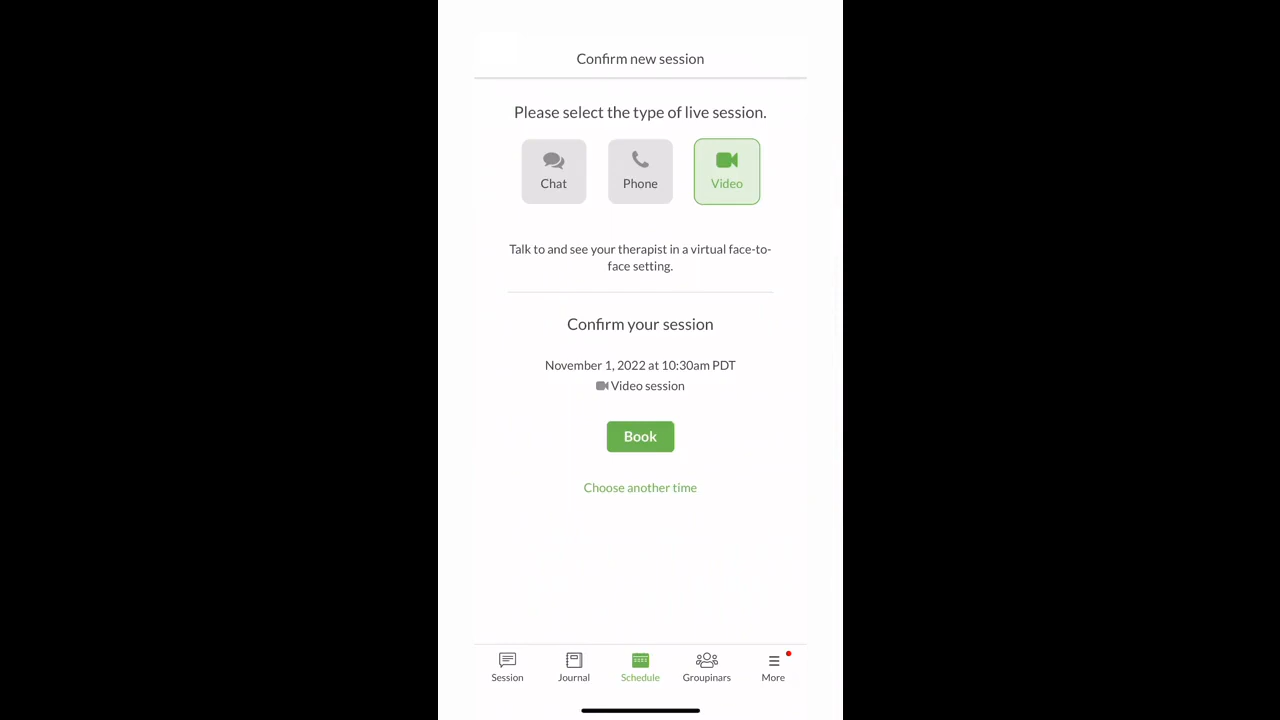 Confirm new session
Please select the type of live session.
Chat
Phone
Video
Talk to and see your therapist in a virtual face-to-
face setting.
Confirm your session
November 1, 2022 at 10:30am PDT
Video session
Book
Choose another time
Session
Journal
Schedule
Groupinars
More